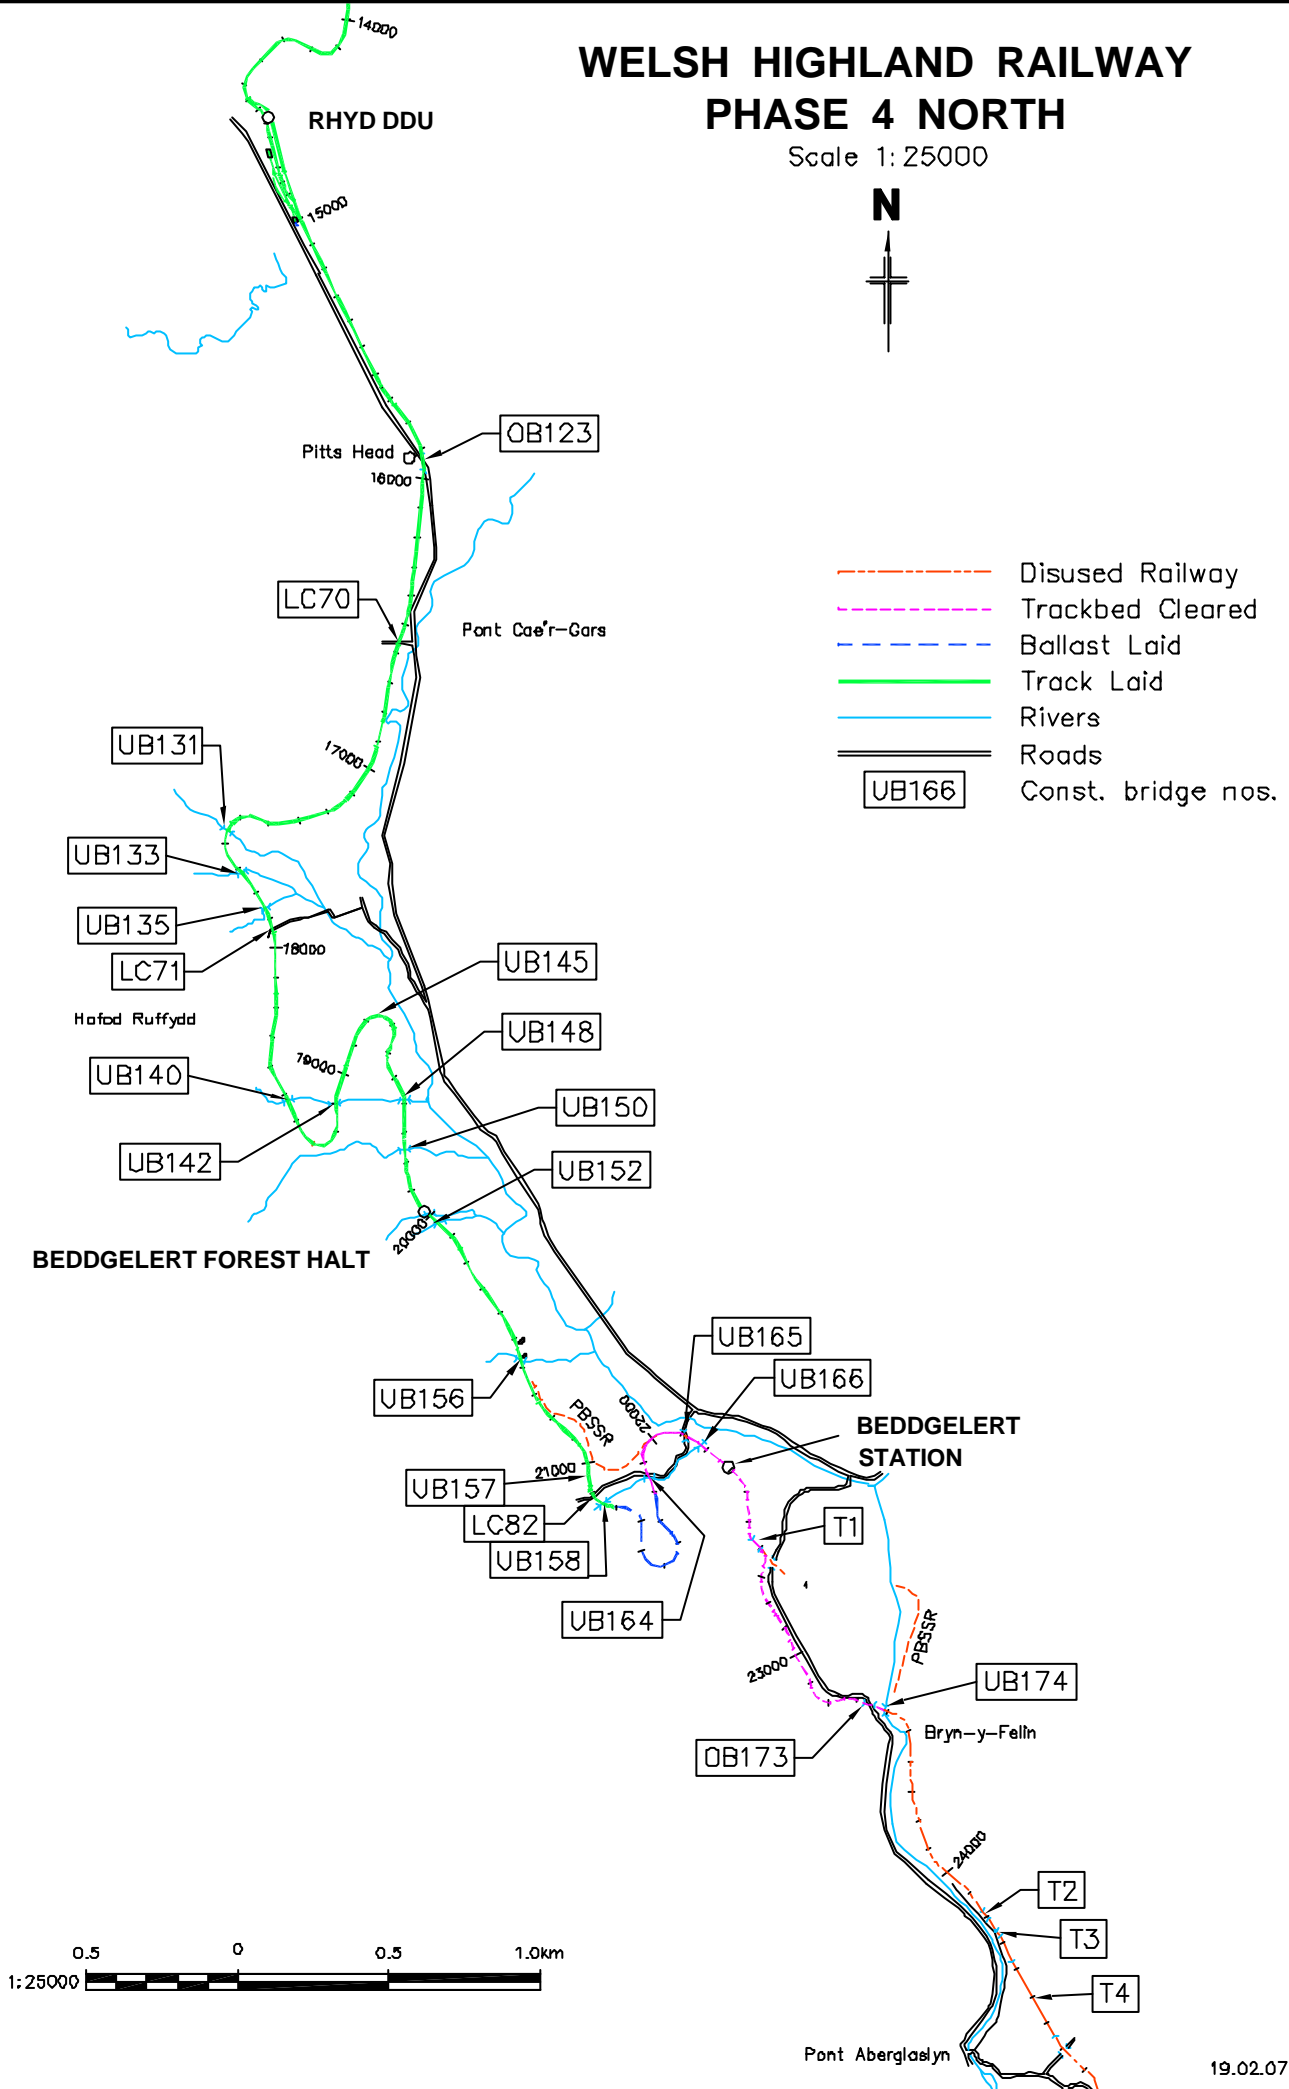 14000
WELSH HIGHLAND RAILWAY
PHASE 4 NORTH
Scale 1:25000
N
RHYD DDU
15000
OB123
Pitts Head
16000
LC70
Pont Cae'r-Gors
Disused Railway
Trackbed Cleared
Ballast Laid
Track Laid
Rivers
Roads
UB166 Const. bridge nos.
UB131
17000
UB133
UB135
18000
LC71
UB145
Hafod Ruffydd
UB148
19000
UB140
UB150
UB142
UB152
20000
BEDDGELERT FOREST HALT
UB165
UB166
UB156
PBSSR
22000
BEDDGELERT
STATION
21000
UB157
LC82
T1
UB158
UB164
PBSSR
23000
UB174
Bryn-y-Felin
OB173
24000
T2
T3
T4
0.5 0 0.5 1.0km
1:25000
Pont Aberglaslyn
19.02.07